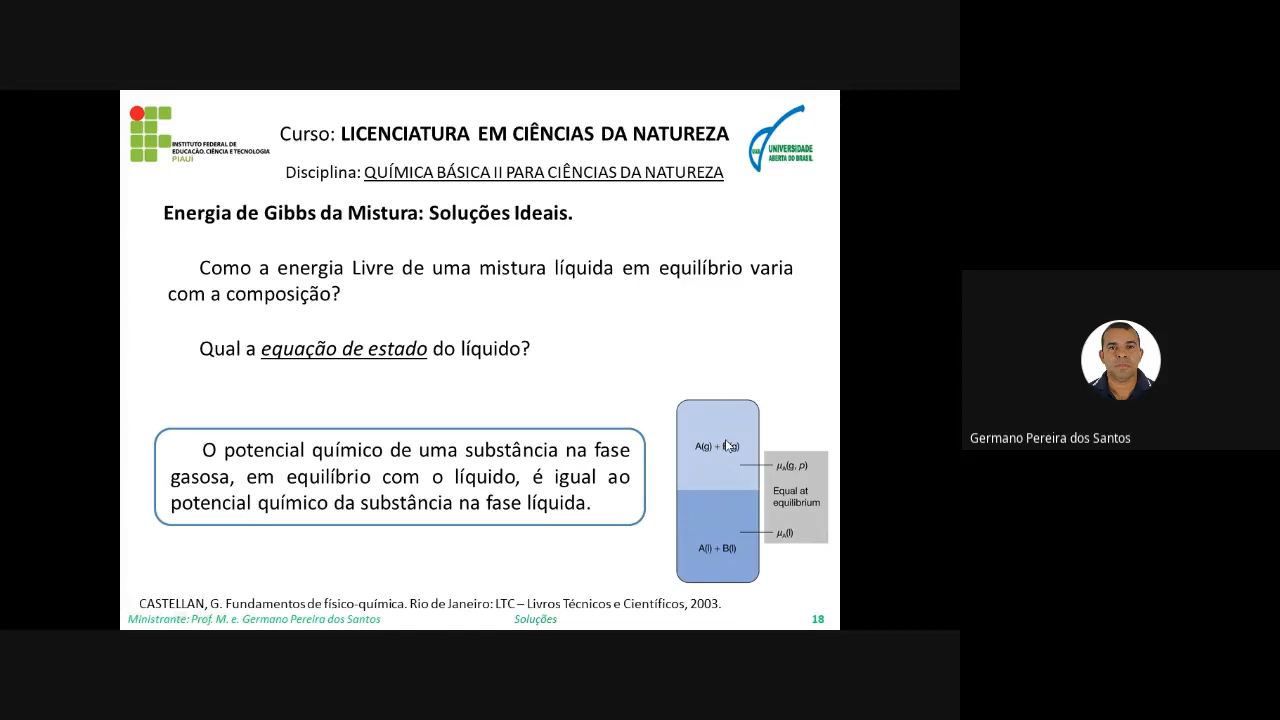 INSTITUTO FEDERAL DE
EDUCAÇÃO, CIÊNCIA E TECNOLOGIA
PIAUÍ
Curso: LICENCIATURA EM CIÊNCIAS DA NATUREZA
UNIVERSIDADE
ABERTA DO BRASIL
Disciplina: QUÍMICA BÁSICA II PARA CIÊNCIAS DA NATUREZA
Energia de Gibbs da Mistura: Soluções Ideais.
Como a energia Livre de uma mistura líquida em equilíbrio varia
com a composição?
Qual a equação de estado do líquido?
O potencial químico de uma substância na fase
gasosa, em equilíbrio com o líquido, é igual ao
potencial químico da substância na fase líquida.
A(g) +
μA(g, p)
Equal at
equilibrium
μA(l)
A(l) + B(l)
CASTELLAN, G. Fundamentos de físico-química. Rio de Janeiro: LTC – Livros Técnicos e Científicos, 2003.
Ministrante: Prof. M. e. Germano Pereira dos Santos
Soluções
18
Germano Pereira dos Santos